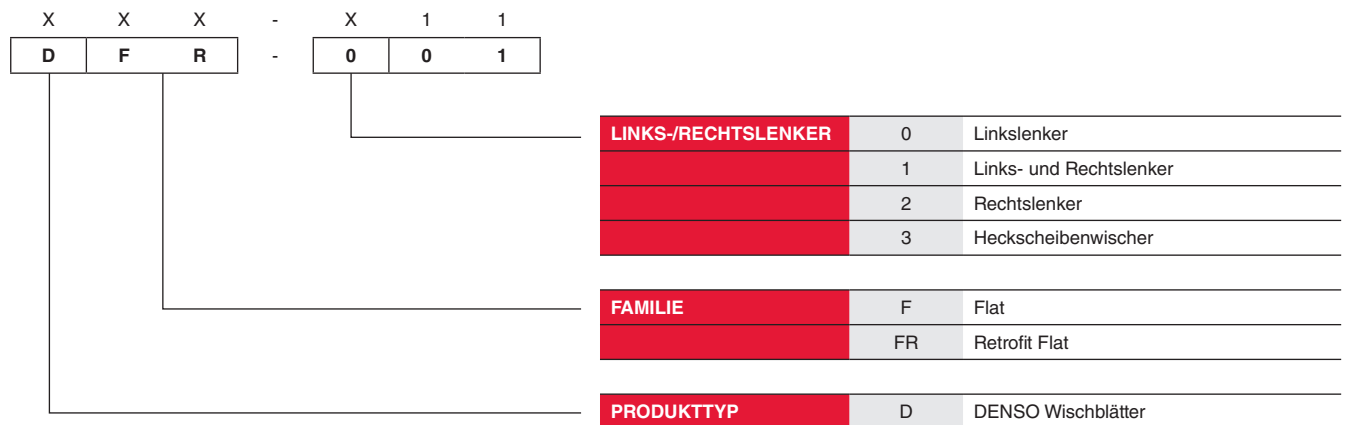 X X X - X 1 1
D F R - 0 0 1
LINKS-/RECHTSLENKER 0 Linkslenker
1 Links- und Rechtslenker
2 Rechtslenker
3 Heckscheibenwischer
FAMILIE F Flat
FR Retrofit Flat
PRODUKTTYP D DENSO Wischblätter